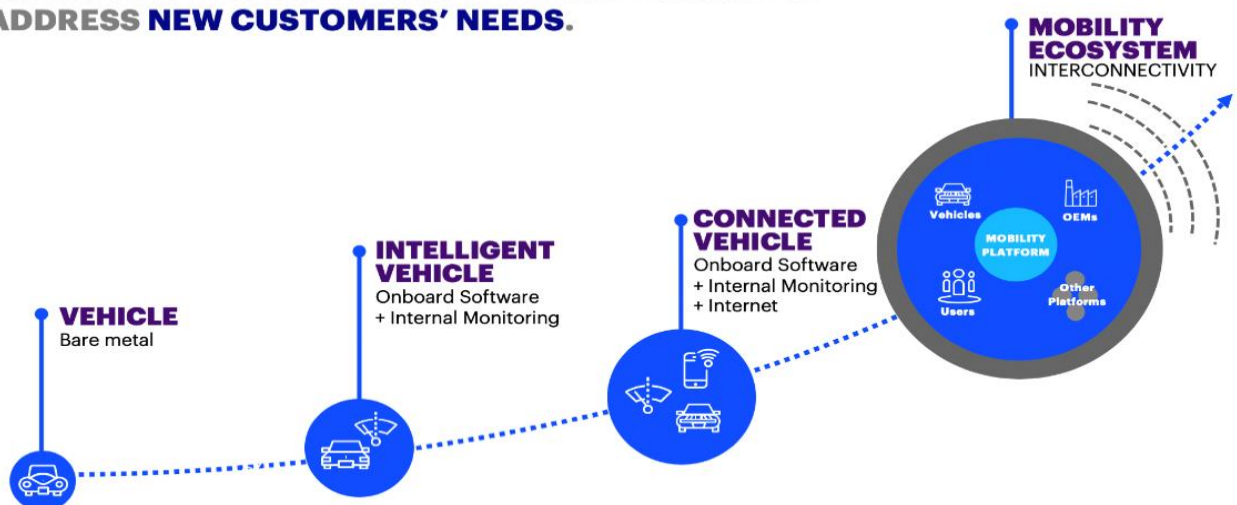 ADDRESS NEW CUSTOMERS’ NEEDS.
MOBILITY
ECOSYSTEM
INTERCONNECTIVITY
Vehicles
OEMs
MOBILITY
PLATFORM
Users
Other
Platforms
CONNECTED
VEHICLE
Onboard Software
+ Internal Monitoring
+ Internet
INTELLIGENT
VEHICLE
Onboard Software
+ Internal Monitoring
VEHICLE
Bare metal